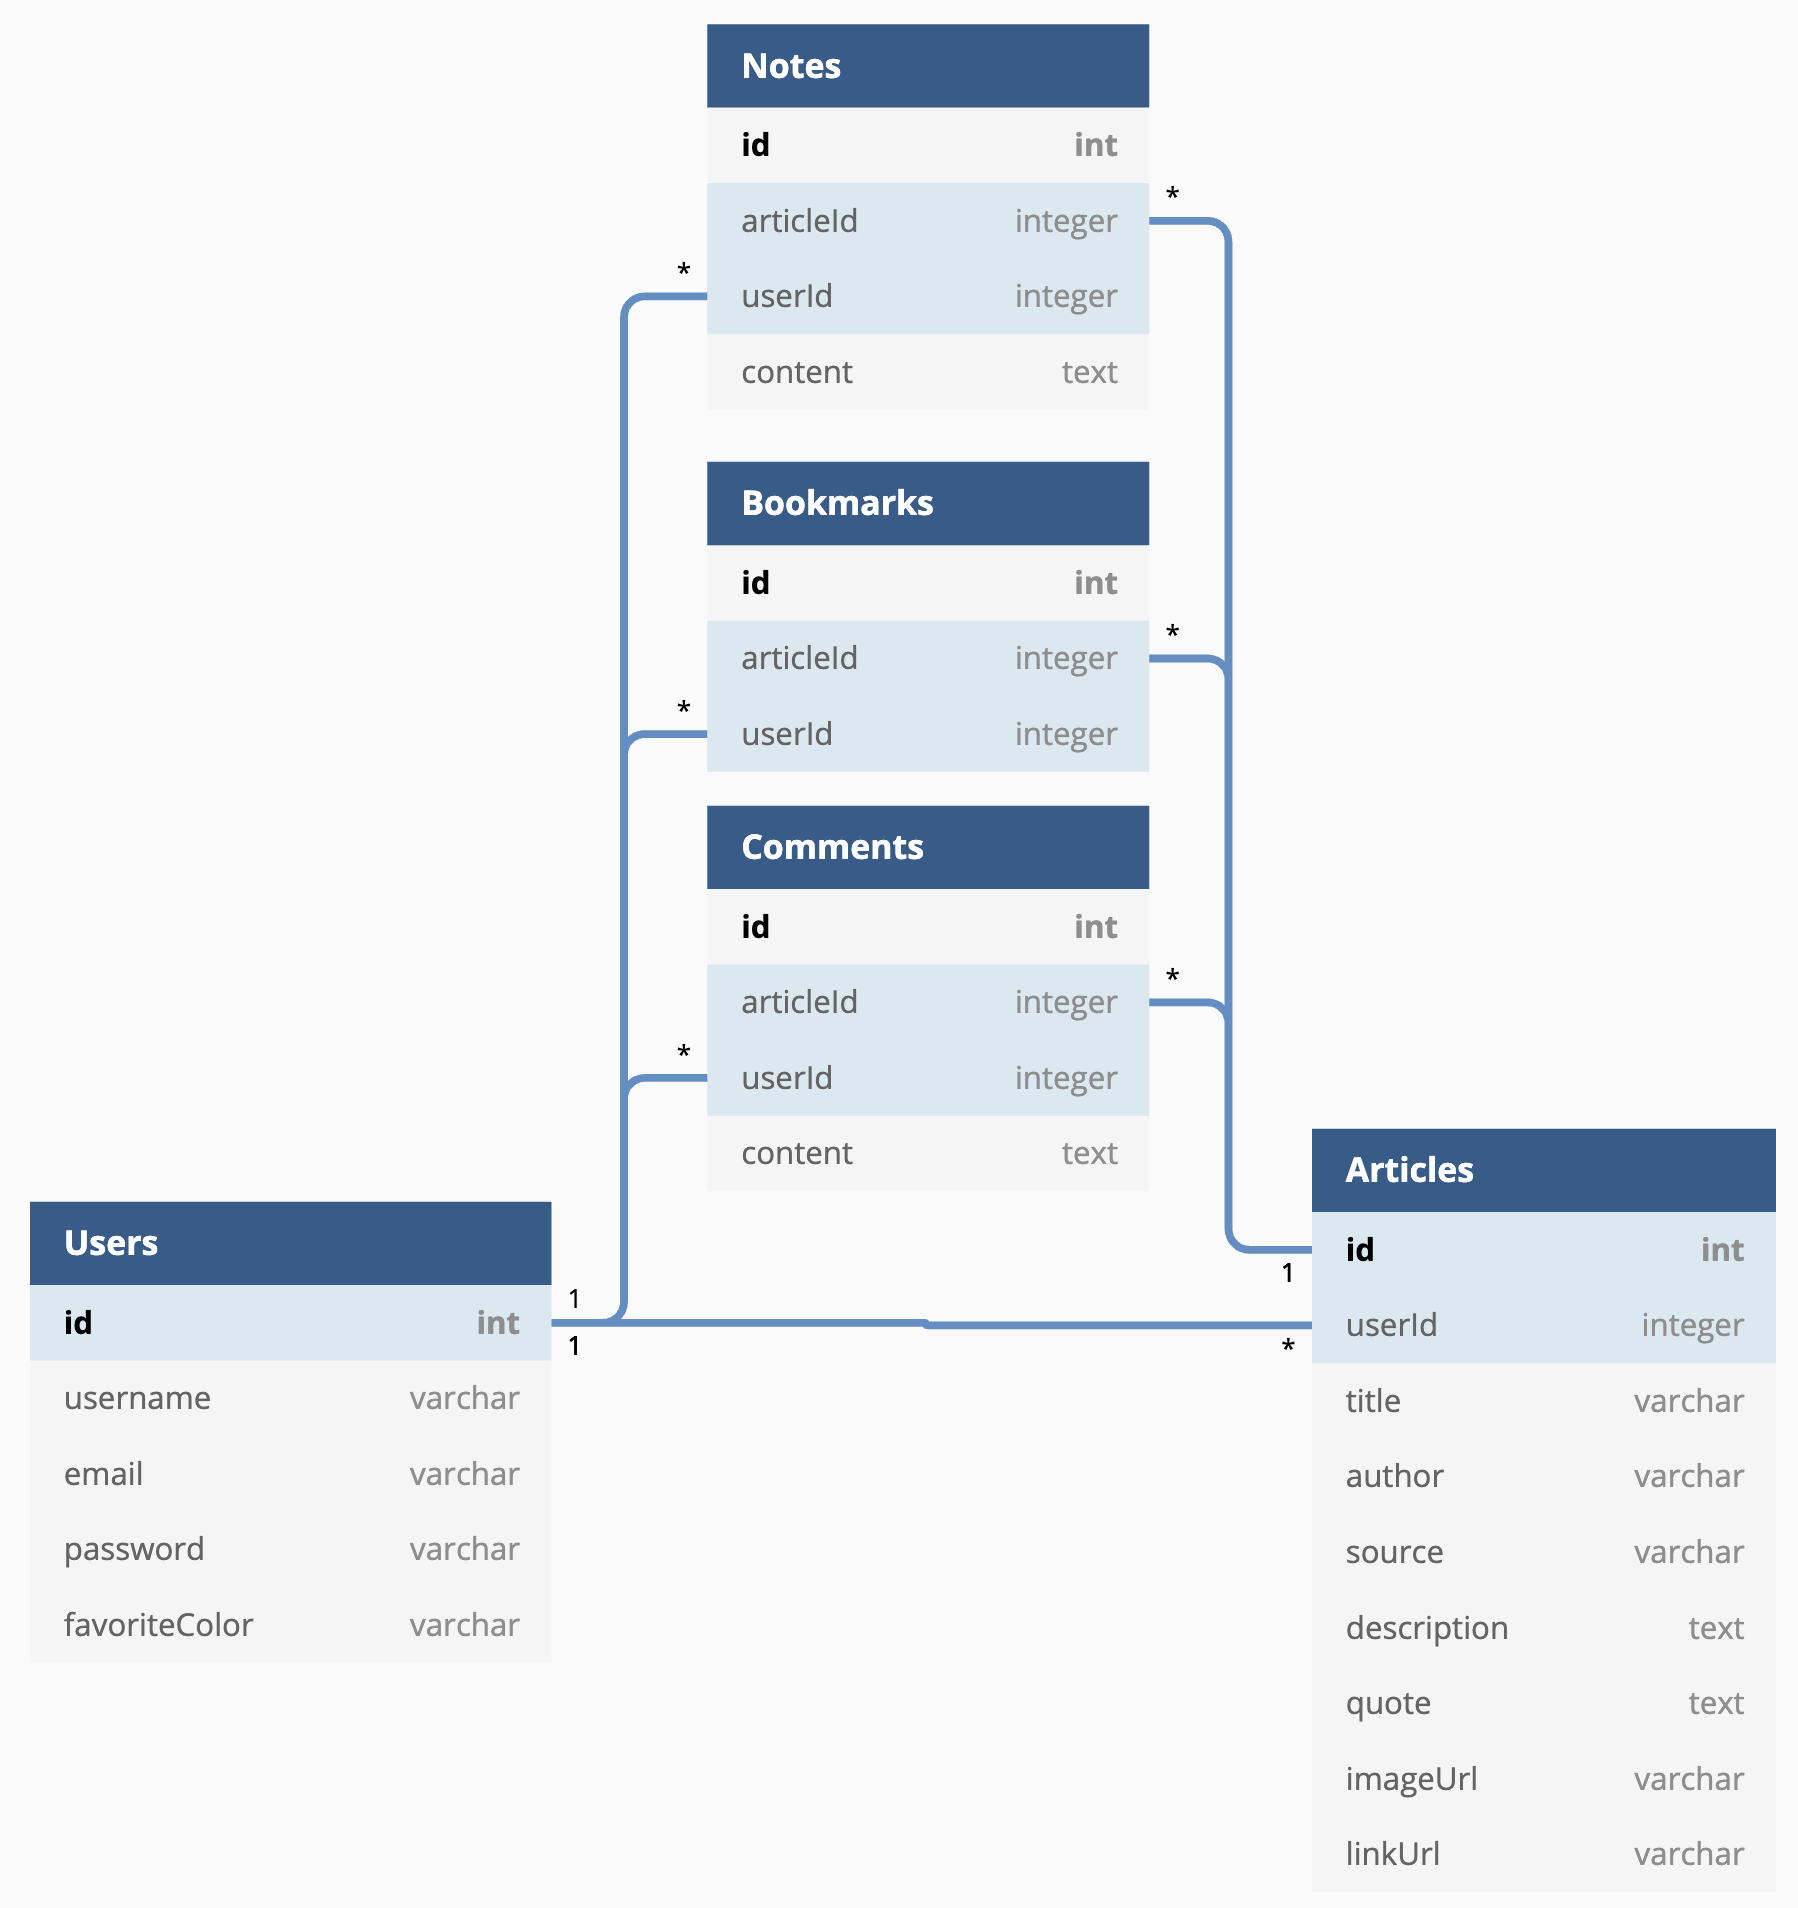 Notes
id int
articleId integer *
* userId integer
content text
Bookmarks
id int
articleId integer *
* userId integer
Comments
id int
articleId integer *
* userId integer
content text
Users
id int 1
1
username varchar
email varchar
password varchar
favoriteColor varchar
Articles
id int
1
userId integer
*
title varchar
author varchar
source varchar
description text
quote text
imageUrl varchar
linkUrl varchar